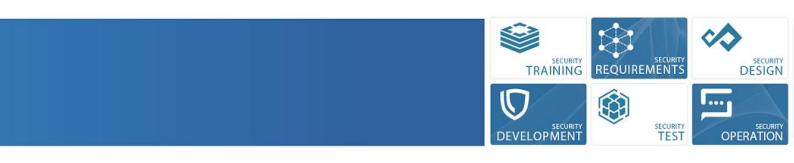 SECURITY
TRAINING
SECURITY
REQUIREMENTS
SECURITY
DESIGN
SECURITY
DEVELOPMENT
SECURITY
TEST
SECURITY
OPERATION